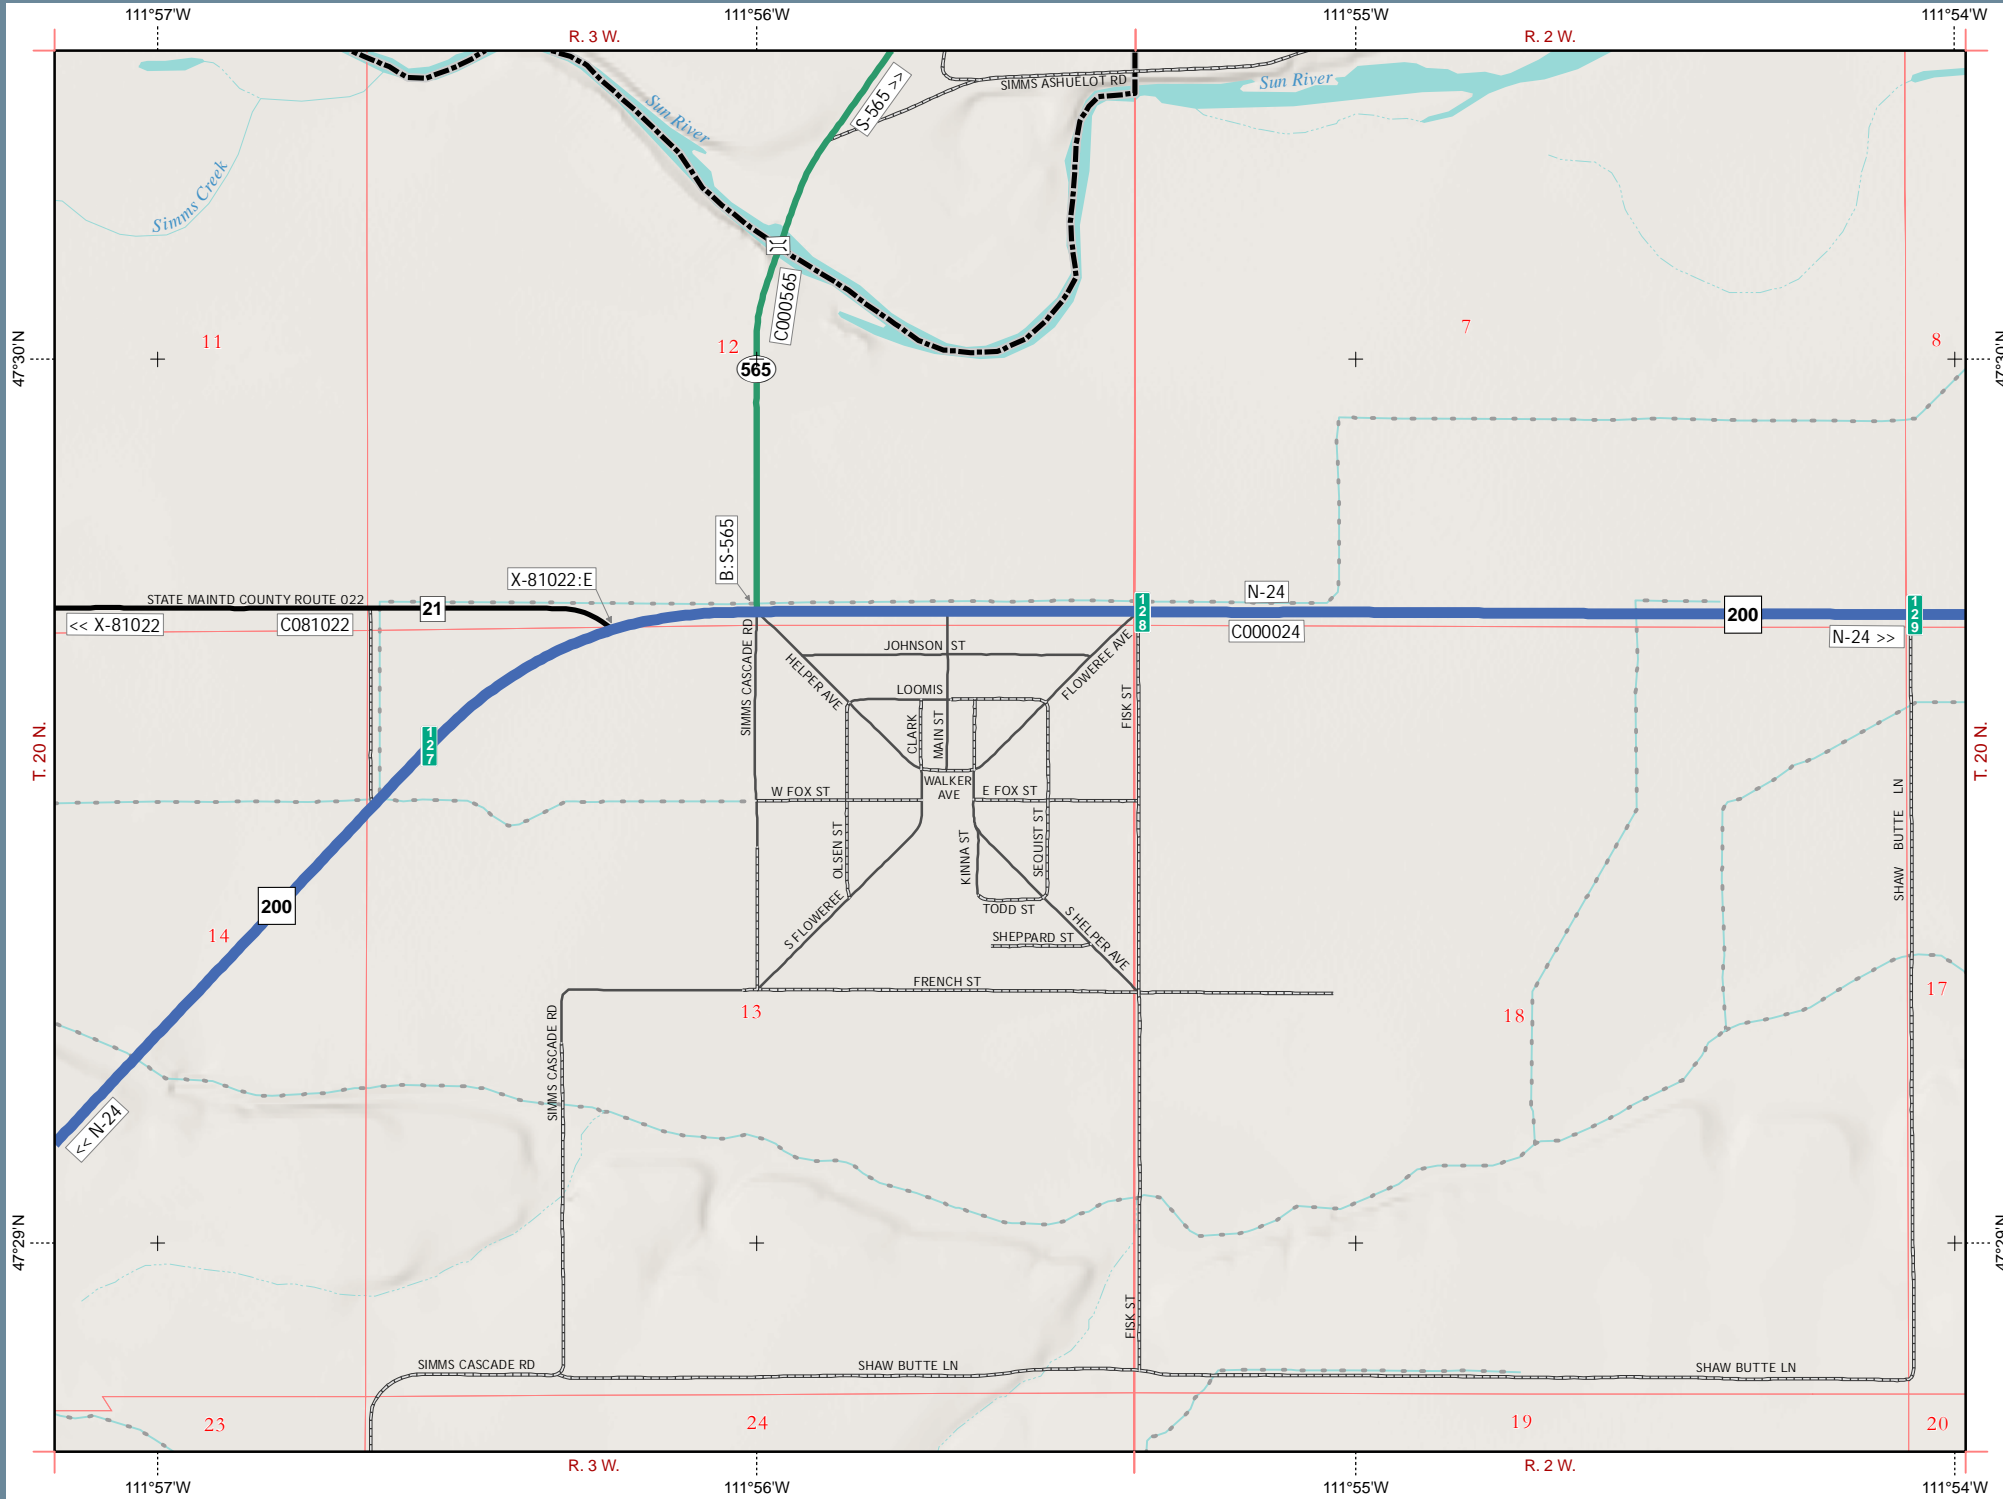 111°57'W
111°56'W
111°55'W
111°54'W
R. 3 W.
R. 2 W.
SIMMS ASHUELOT RD
Sun River
S-565 >>
Sun River
Simms Creek
C000565
11
12
7
8
47°30'N
47°30'N
565
B:S-565
X-81022:E
STATE MAINTD COUNTY ROUTE 022
21
N-24
128
200
129
<< X-81022
C081022
C000024
N-24 >>
SIMMS CASCADE RD
JOHNSON ST
HELPER AVE
FLOWEREE AVE
LOOMIS
FISK ST
CLARK
MAIN ST
127
T. 20 N.
T. 20 N.
WALKER
AVE
W FOX ST
E FOX ST
OLSEN ST
KINNA ST
SEQUIST ST
SHAW BUTTE LN
200
14
TODD ST
S FLOWEREE
S HELPER AVE
SHEPPARD ST
FRENCH ST
13
18
17
SIMMS CASCADE RD
<< N-24
47°29'N
47°29'N
FISK ST
SIMMS CASCADE RD
SHAW BUTTE LN
SHAW BUTTE LN
23
24
19
20
R. 3 W.
R. 2 W.
111°57'W
111°56'W
111°55'W
111°54'W